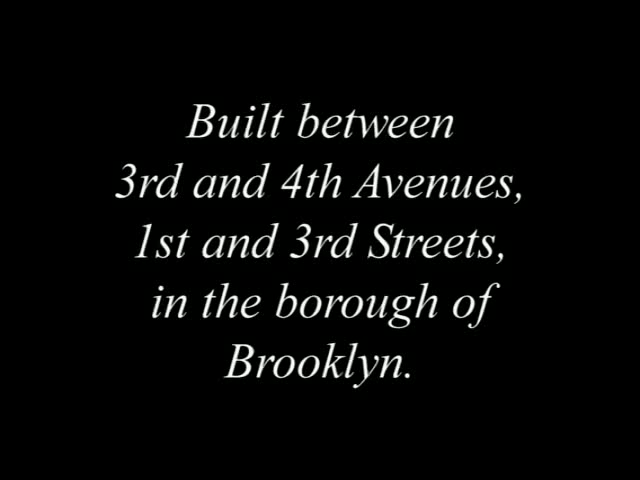 Built between
3rd and 4th Avenues,
1st and 3rd Streets,
in the borough of
Brooklyn.